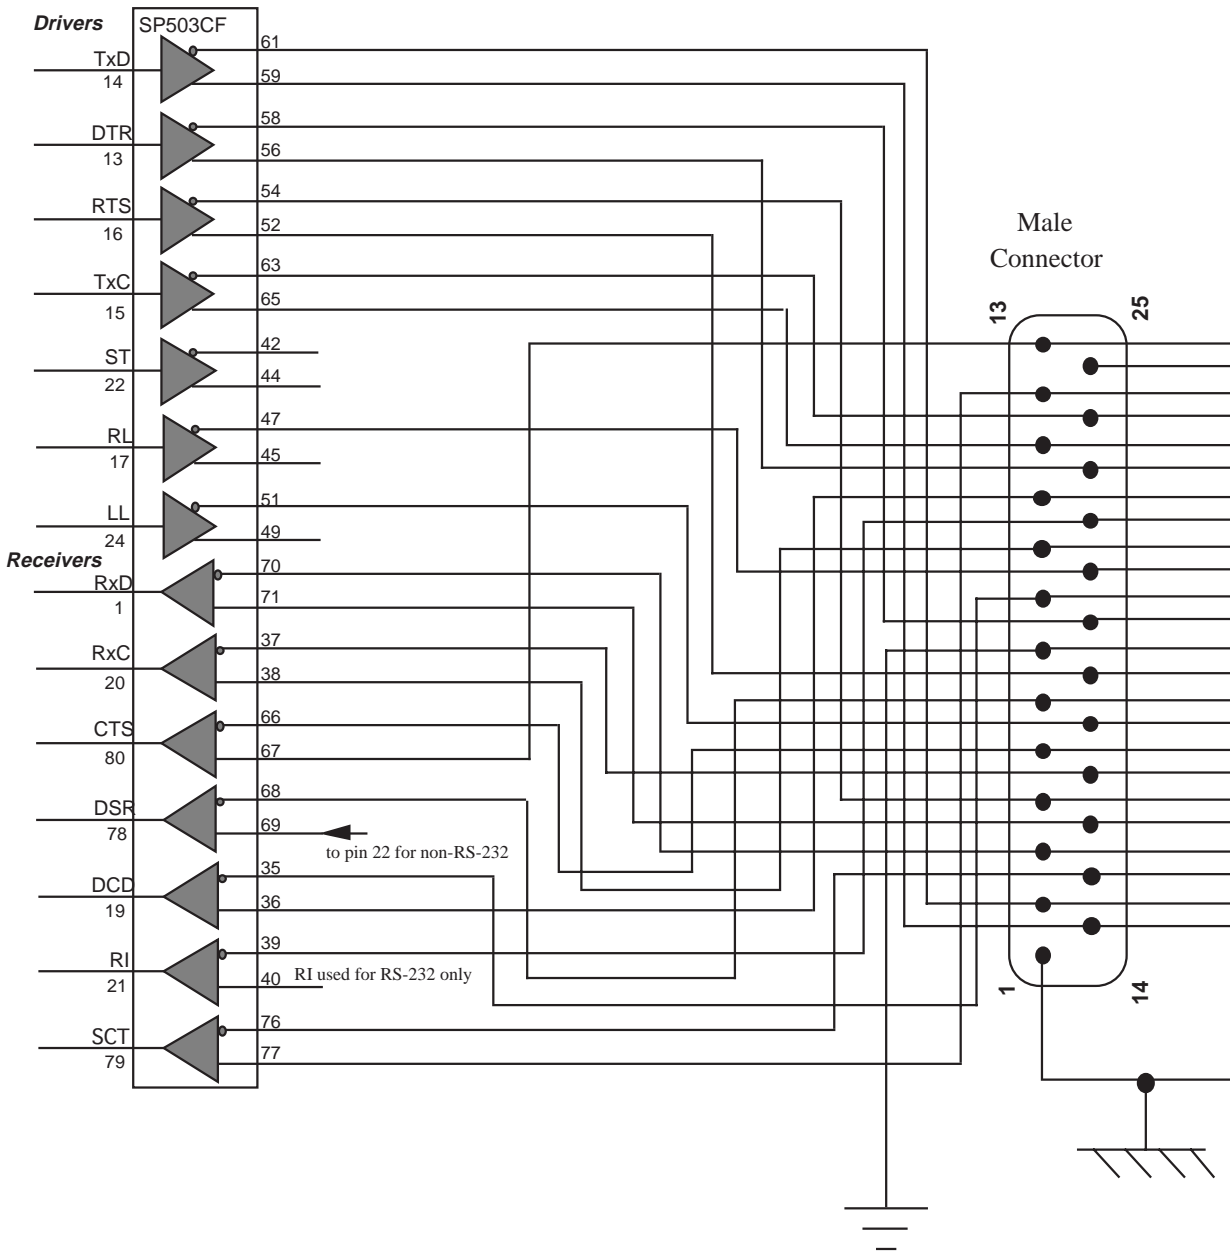 Drivers
SP503CF
TxD
14
61
59
DTR
13
58
56
RTS
16
54
52
TxC
15
63
65
ST
22
42
44
RL
17
47
45
LL
24
51
49
Receivers
RxD
1
70
71
RxC
20
37
38
CTS
80
66
67
DSR
78
68
69
to pin 22 for non-RS-232
DCD
19
35
36
RI
21
39
40
RI used for RS-232 only
SCT
79
76
77
Male
Connector
13
25
1
14